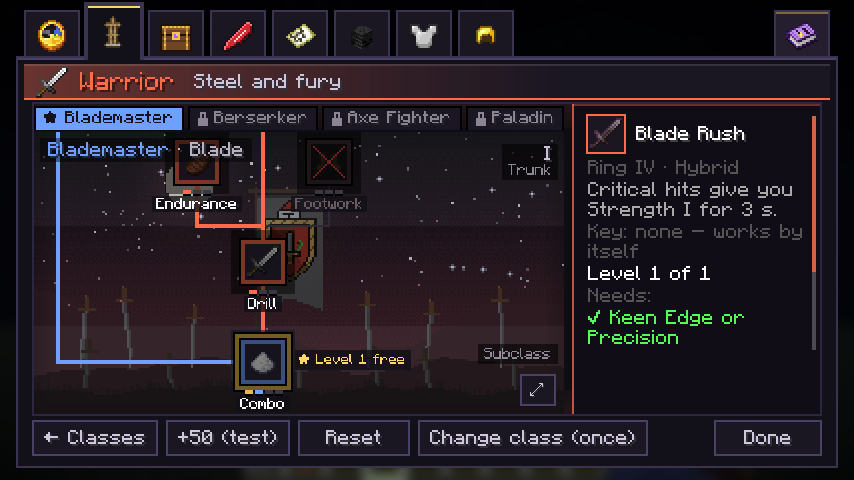 Warrior Steel and fury
Blademaster
Berserker
Axe Fighter
Paladin
Blademaster · Blade
I
Trunk
Endurance
Footwork
Drill
Level 1 free
Subclass
Combo
Blade Rush
Ring IV · Hybrid
Critical hits give you
Strength I for 3 s.
Key: none — works by
itself
Level 1 of 1
Needs:
✓ Keen Edge or
Precision
← Classes
+50 (test)
Reset
Change class (once)
Done